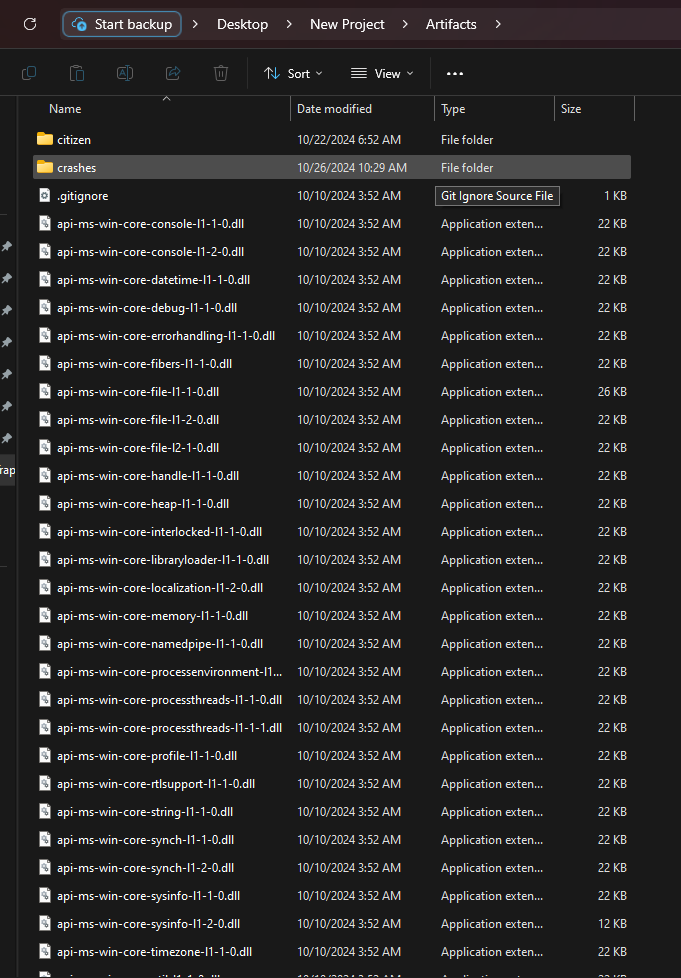 Start backup > Desktop > New Project > Artifacts >
Sort View
Name Date modified Type Size
citizen 10/22/2024 6:52 AM File folder
crashes 10/26/2024 10:29 AM File folder
.gitignore 10/10/2024 3:52 AM Git Ignore Source File 1 KB
api-ms-win-core-console-l1-1-0.dll 10/10/2024 3:52 AM Application exten... 22 KB
api-ms-win-core-console-l1-2-0.dll 10/10/2024 3:52 AM Application exten... 22 KB
api-ms-win-core-datetime-l1-1-0.dll 10/10/2024 3:52 AM Application exten... 22 KB
api-ms-win-core-debug-l1-1-0.dll 10/10/2024 3:52 AM Application exten... 22 KB
api-ms-win-core-errorhandling-l1-1-0.dll 10/10/2024 3:52 AM Application exten... 22 KB
api-ms-win-core-fibers-l1-1-0.dll 10/10/2024 3:52 AM Application exten... 22 KB
api-ms-win-core-file-l1-1-0.dll 10/10/2024 3:52 AM Application exten... 26 KB
api-ms-win-core-file-l1-2-0.dll 10/10/2024 3:52 AM Application exten... 22 KB
api-ms-win-core-file-l2-1-0.dll 10/10/2024 3:52 AM Application exten... 22 KB
api-ms-win-core-handle-l1-1-0.dll 10/10/2024 3:52 AM Application exten... 22 KB
rap
api-ms-win-core-heap-l1-1-0.dll 10/10/2024 3:52 AM Application exten... 22 KB
api-ms-win-core-interlocked-l1-1-0.dll 10/10/2024 3:52 AM Application exten... 22 KB
api-ms-win-core-libraryloader-l1-1-0.dll 10/10/2024 3:52 AM Application exten... 22 KB
api-ms-win-core-localization-l1-2-0.dll 10/10/2024 3:52 AM Application exten... 22 KB
api-ms-win-core-memory-l1-1-0.dll 10/10/2024 3:52 AM Application exten... 22 KB
api-ms-win-core-namedpipe-l1-1-0.dll 10/10/2024 3:52 AM Application exten... 22 KB
api-ms-win-core-processenvironment-l1... 10/10/2024 3:52 AM Application exten... 22 KB
api-ms-win-core-processthreads-l1-1-0.dll 10/10/2024 3:52 AM Application exten... 22 KB
api-ms-win-core-processthreads-l1-1-1.dll 10/10/2024 3:52 AM Application exten... 22 KB
api-ms-win-core-profile-l1-1-0.dll 10/10/2024 3:52 AM Application exten... 22 KB
api-ms-win-core-rtlsupport-l1-1-0.dll 10/10/2024 3:52 AM Application exten... 22 KB
api-ms-win-core-string-l1-1-0.dll 10/10/2024 3:52 AM Application exten... 22 KB
api-ms-win-core-synch-l1-1-0.dll 10/10/2024 3:52 AM Application exten... 22 KB
api-ms-win-core-synch-l1-2-0.dll 10/10/2024 3:52 AM Application exten... 22 KB
api-ms-win-core-sysinfo-l1-1-0.dll 10/10/2024 3:52 AM Application exten... 22 KB
api-ms-win-core-sysinfo-l1-2-0.dll 10/10/2024 3:52 AM Application exten... 12 KB
api-ms-win-core-timezone-l1-1-0.dll 10/10/2024 3:52 AM Application exten... 22 KB